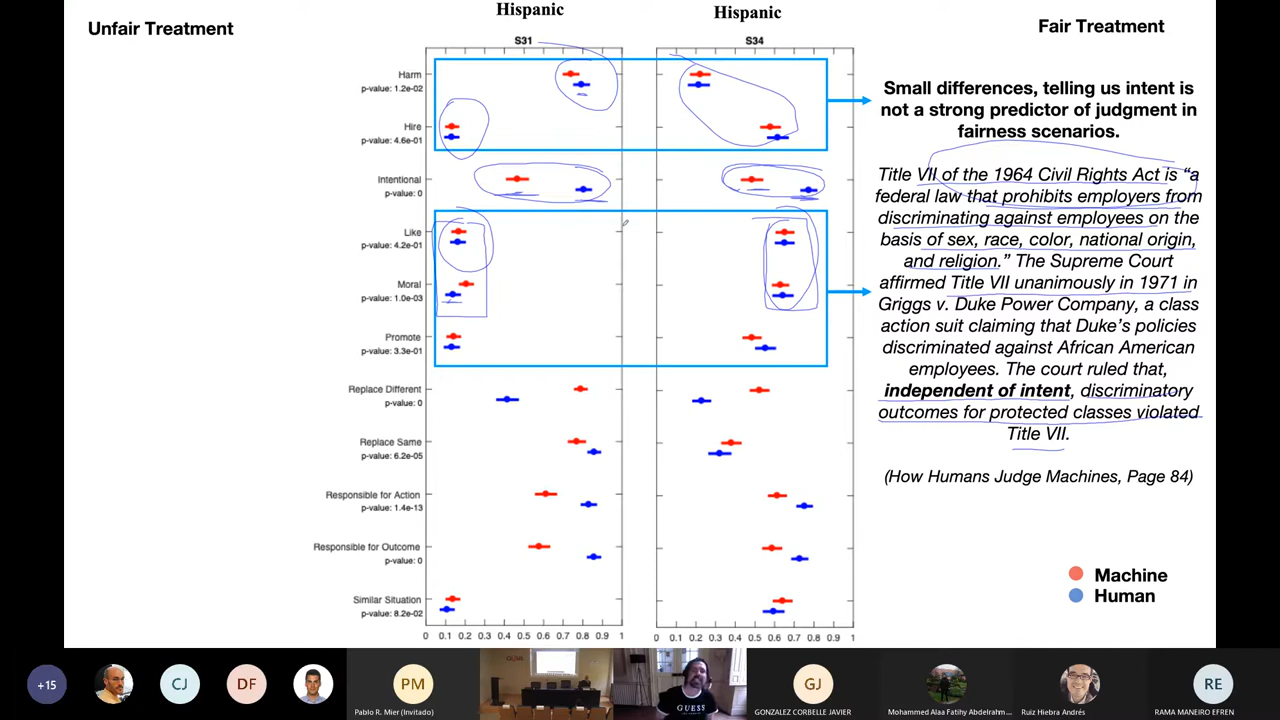 Unfair Treatment
Hispanic
Hispanic
Fair Treatment
S31
S34
Harm
p-value: 1.2e-02
Hire
p-value: 4.6e-01
Intentional
p-value: 0
Like
p-value: 4.2e-01
Moral
p-value: 1.0e-03
Promote
p-value: 3.3e-01
Replace Different
p-value: 0
Replace Same
p-value: 6.2e-05
Responsible for Action
p-value: 1.4e-13
Responsible for Outcome
p-value: 0
Similar Situation
p-value: 8.2e-02
0 0.1 0.2 0.3 0.4 0.5 0.6 0.7 0.8 0.9 1
0 0.1 0.2 0.3 0.4 0.5 0.6 0.7 0.8 0.9 1
Small differences, telling us intent is
not a strong predictor of judgment in
fairness scenarios.
Title VII of the 1964 Civil Rights Act is “a
federal law that prohibits employers from
discriminating against employees on the
basis of sex, race, color, national origin,
and religion.” The Supreme Court
affirmed Title VII unanimously in 1971 in
Griggs v. Duke Power Company, a class
action suit claiming that Duke’s policies
discriminated against African American
employees. The court ruled that,
independent of intent, discriminatory
outcomes for protected classes violated
Title VII.
(How Humans Judge Machines, Page 84)
Machine
Human
+15
CJ
DF
PM
Pablo R. Mier (Invitado)
GUESS
GJ
GONZALEZ CORBELLE JAVIER
Mohammed Alaa Fatihy Abdelrahm...
Ruiz Hiebra Andrés
RE
RAMA MANEIRO EFREN